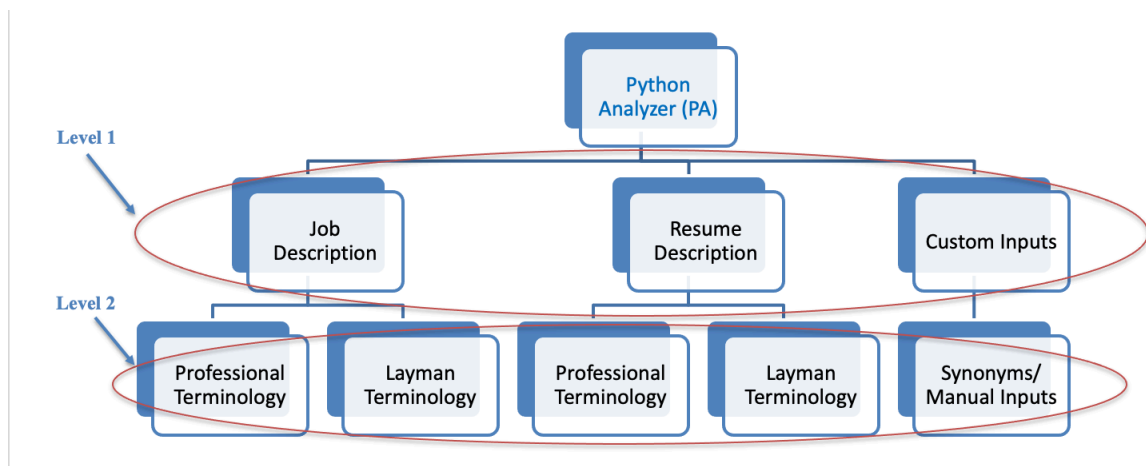 Python
Analyzer (PA)
Level 1
Job
Description
Resume
Description
Custom Inputs
Level 2
Professional
Terminology
Layman
Terminology
Professional
Terminology
Layman
Terminology
Synonyms/
Manual Inputs